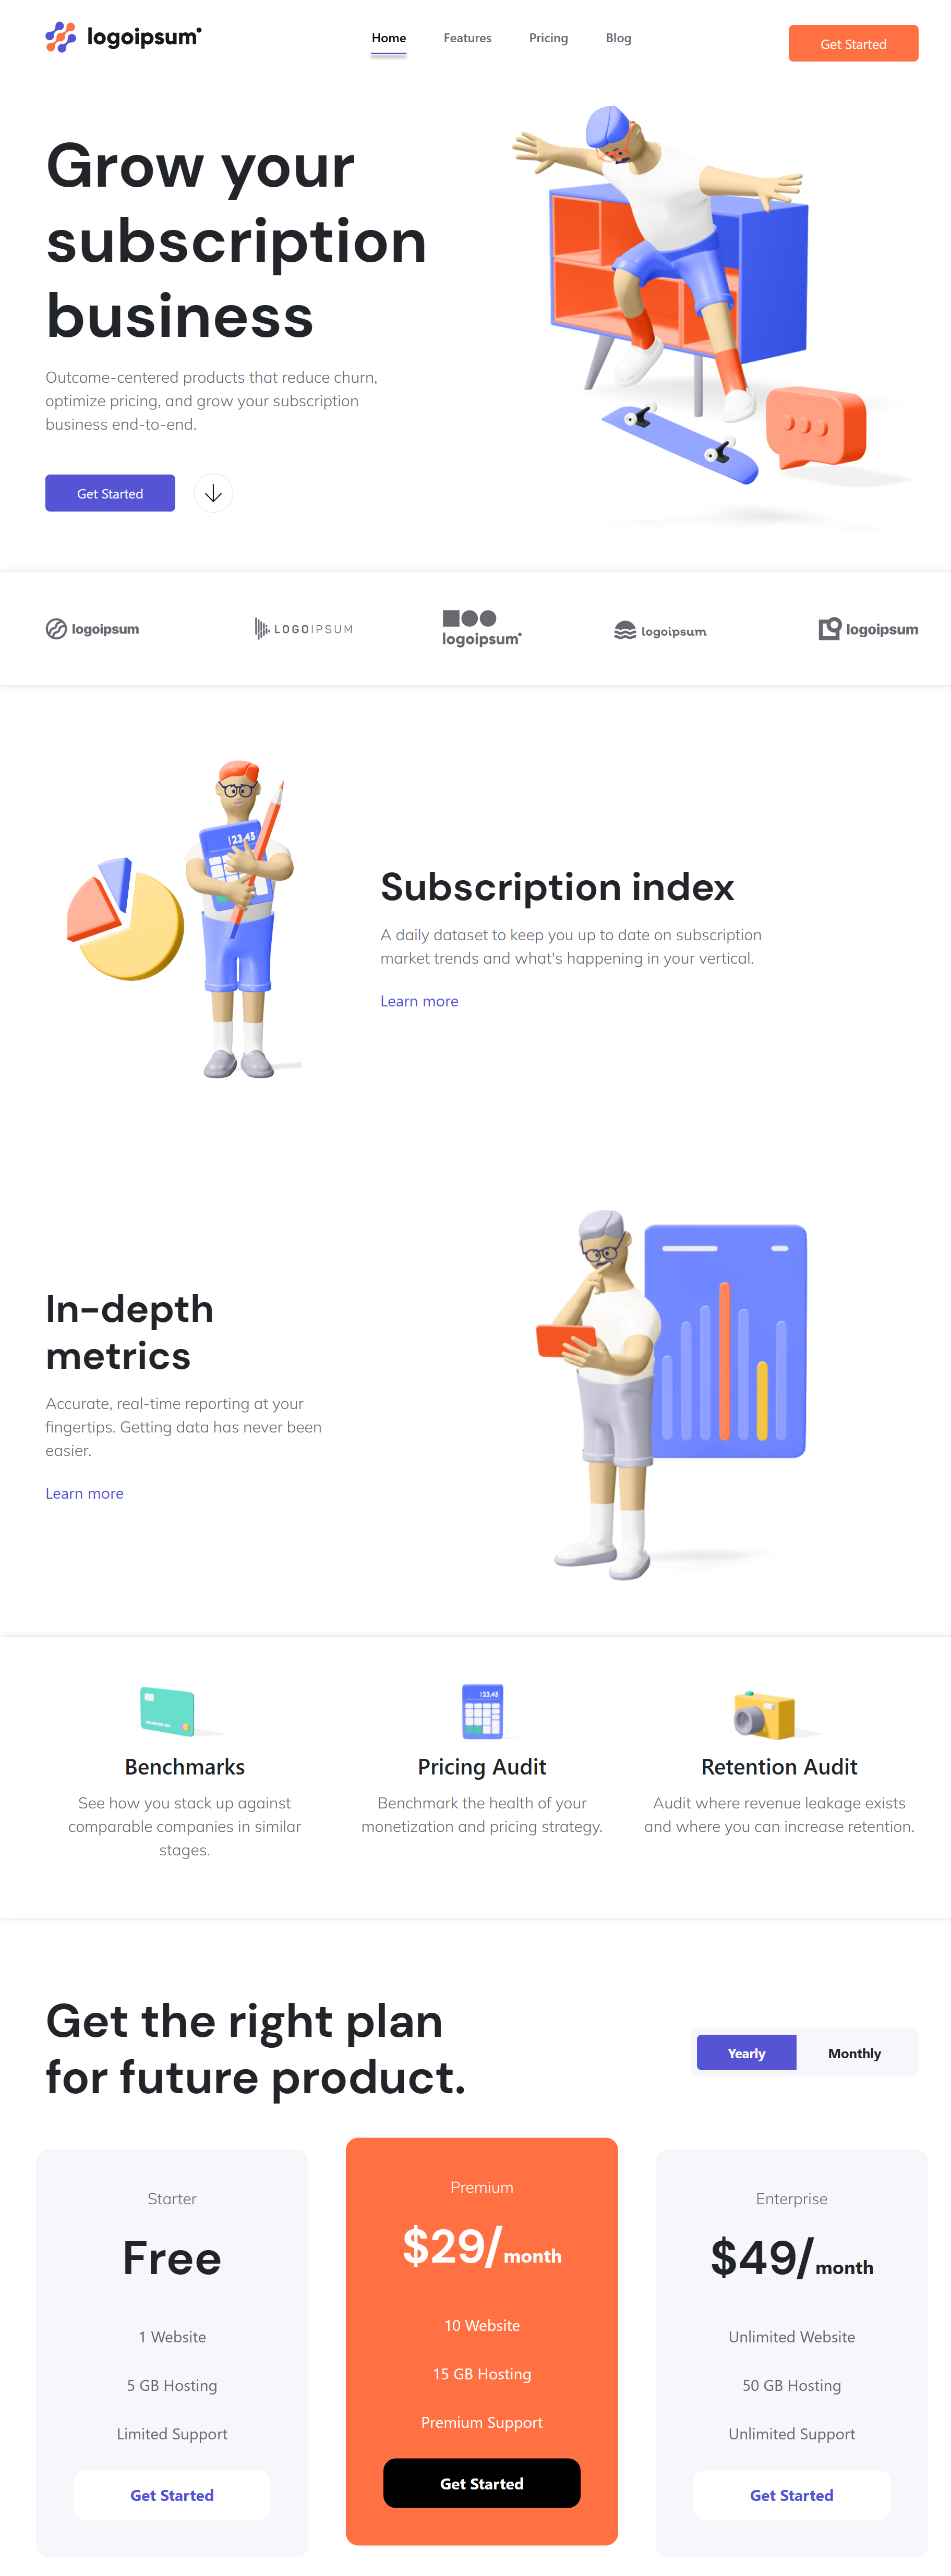 logoipsum
Home Features Pricing Blog
Get Started
Grow your
subscription
business
Outcome-centered products that reduce churn,
optimize pricing, and grow your subscription
business end-to-end.
Get Started
logoipsum
LOGOIPSUM
logoipsum
logoipsum
logoipsum
123.45
Subscription index
A daily dataset to keep you up to date on subscription
market trends and what's happening in your vertical.
Learn more
In-depth
metrics
Accurate, real-time reporting at your
fingertips. Getting data has never been
easier.
Learn more
Benchmarks
See how you stack up against
comparable companies in similar
stages.
123.45
Pricing Audit
Benchmark the health of your
monetization and pricing strategy.
Retention Audit
Audit where revenue leakage exists
and where you can increase retention.
Get the right plan
for future product.
Yearly Monthly
Starter
Free
1 Website
5 GB Hosting
Limited Support
Get Started
Premium
$29/month
10 Website
15 GB Hosting
Premium Support
Get Started
Enterprise
$49/month
Unlimited Website
50 GB Hosting
Unlimited Support
Get Started